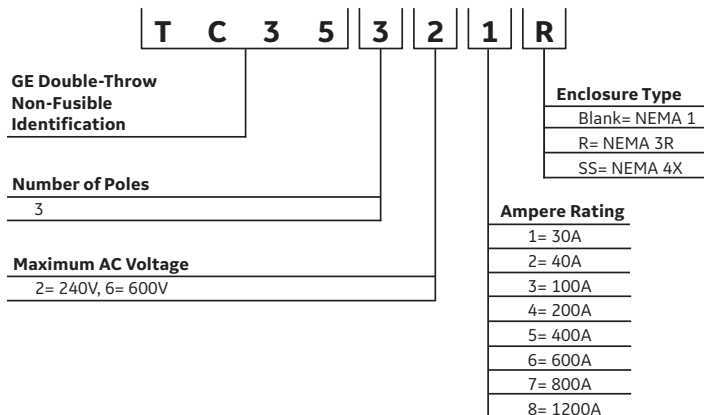 T C 3 5 3 2 1 R
GE Double-Throw
Non-Fusible
Identification
Number of Poles
3
Maximum AC Voltage
2= 240V, 6= 600V
Enclosure Type
Blank= NEMA 1
R= NEMA 3R
SS= NEMA 4X
Ampere Rating
1= 30A
2= 40A
3= 100A
4= 200A
5= 400A
6= 600A
7= 800A
8= 1200A